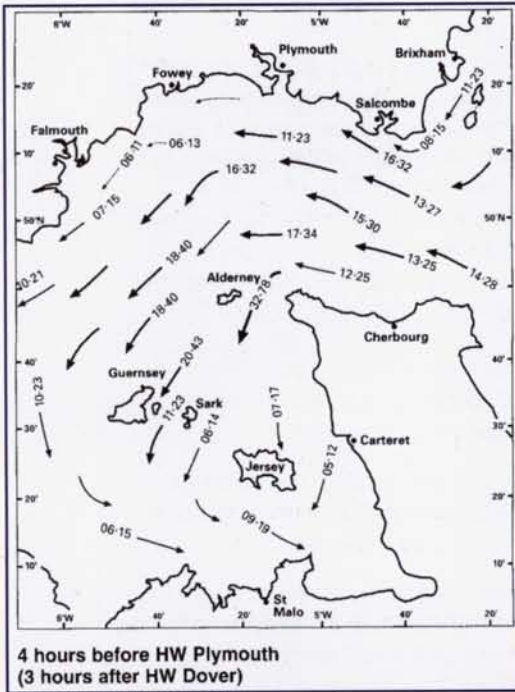 6°W 40' 20' 5°W 40' 20'
Plymouth
Brixham
Fowey
20'
20'
Salcombe
11·23
Falmouth
10'
11·23
08·15
10'
06·11
06·13
16·32
16·32
13·27
07·15
15·30
50°N
50°N
17·34
18·40
13·25
10·21
Alderney
12·25
14·28
32·78
18·40
Cherbourg
40'
40'
20·43
Guernsey
10·23
Sark
07·17
11·23
06·14
30'
30'
Carteret
Jersey
05·12
20'
20'
09·19
06·15
10'
10'
St
Malo
6°W 40' 20' 5°W 40' 20'
4 hours before HW Plymouth
(3 hours after HW Dover)